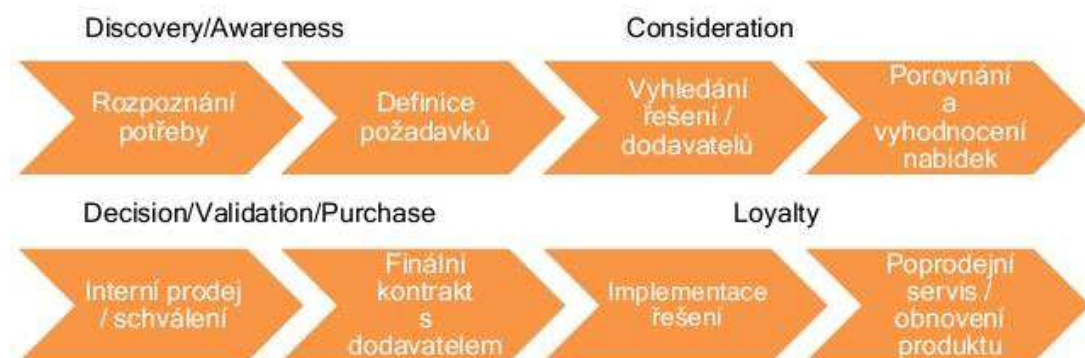 Discovery/Awareness
Consideration
Rozpoznání
potřeby
Definice
požadavků
Vyhledání
řešení /
dodavatelů
Porovnání
a
vyhodnocení
nabídek
Decision/Validation/Purchase
Loyalty
Interní prodej
/ schválení
Finální
kontrakt
s
dodavatelem
Implementace
řešení
Poprodejní
servis /
obnovení
produktu